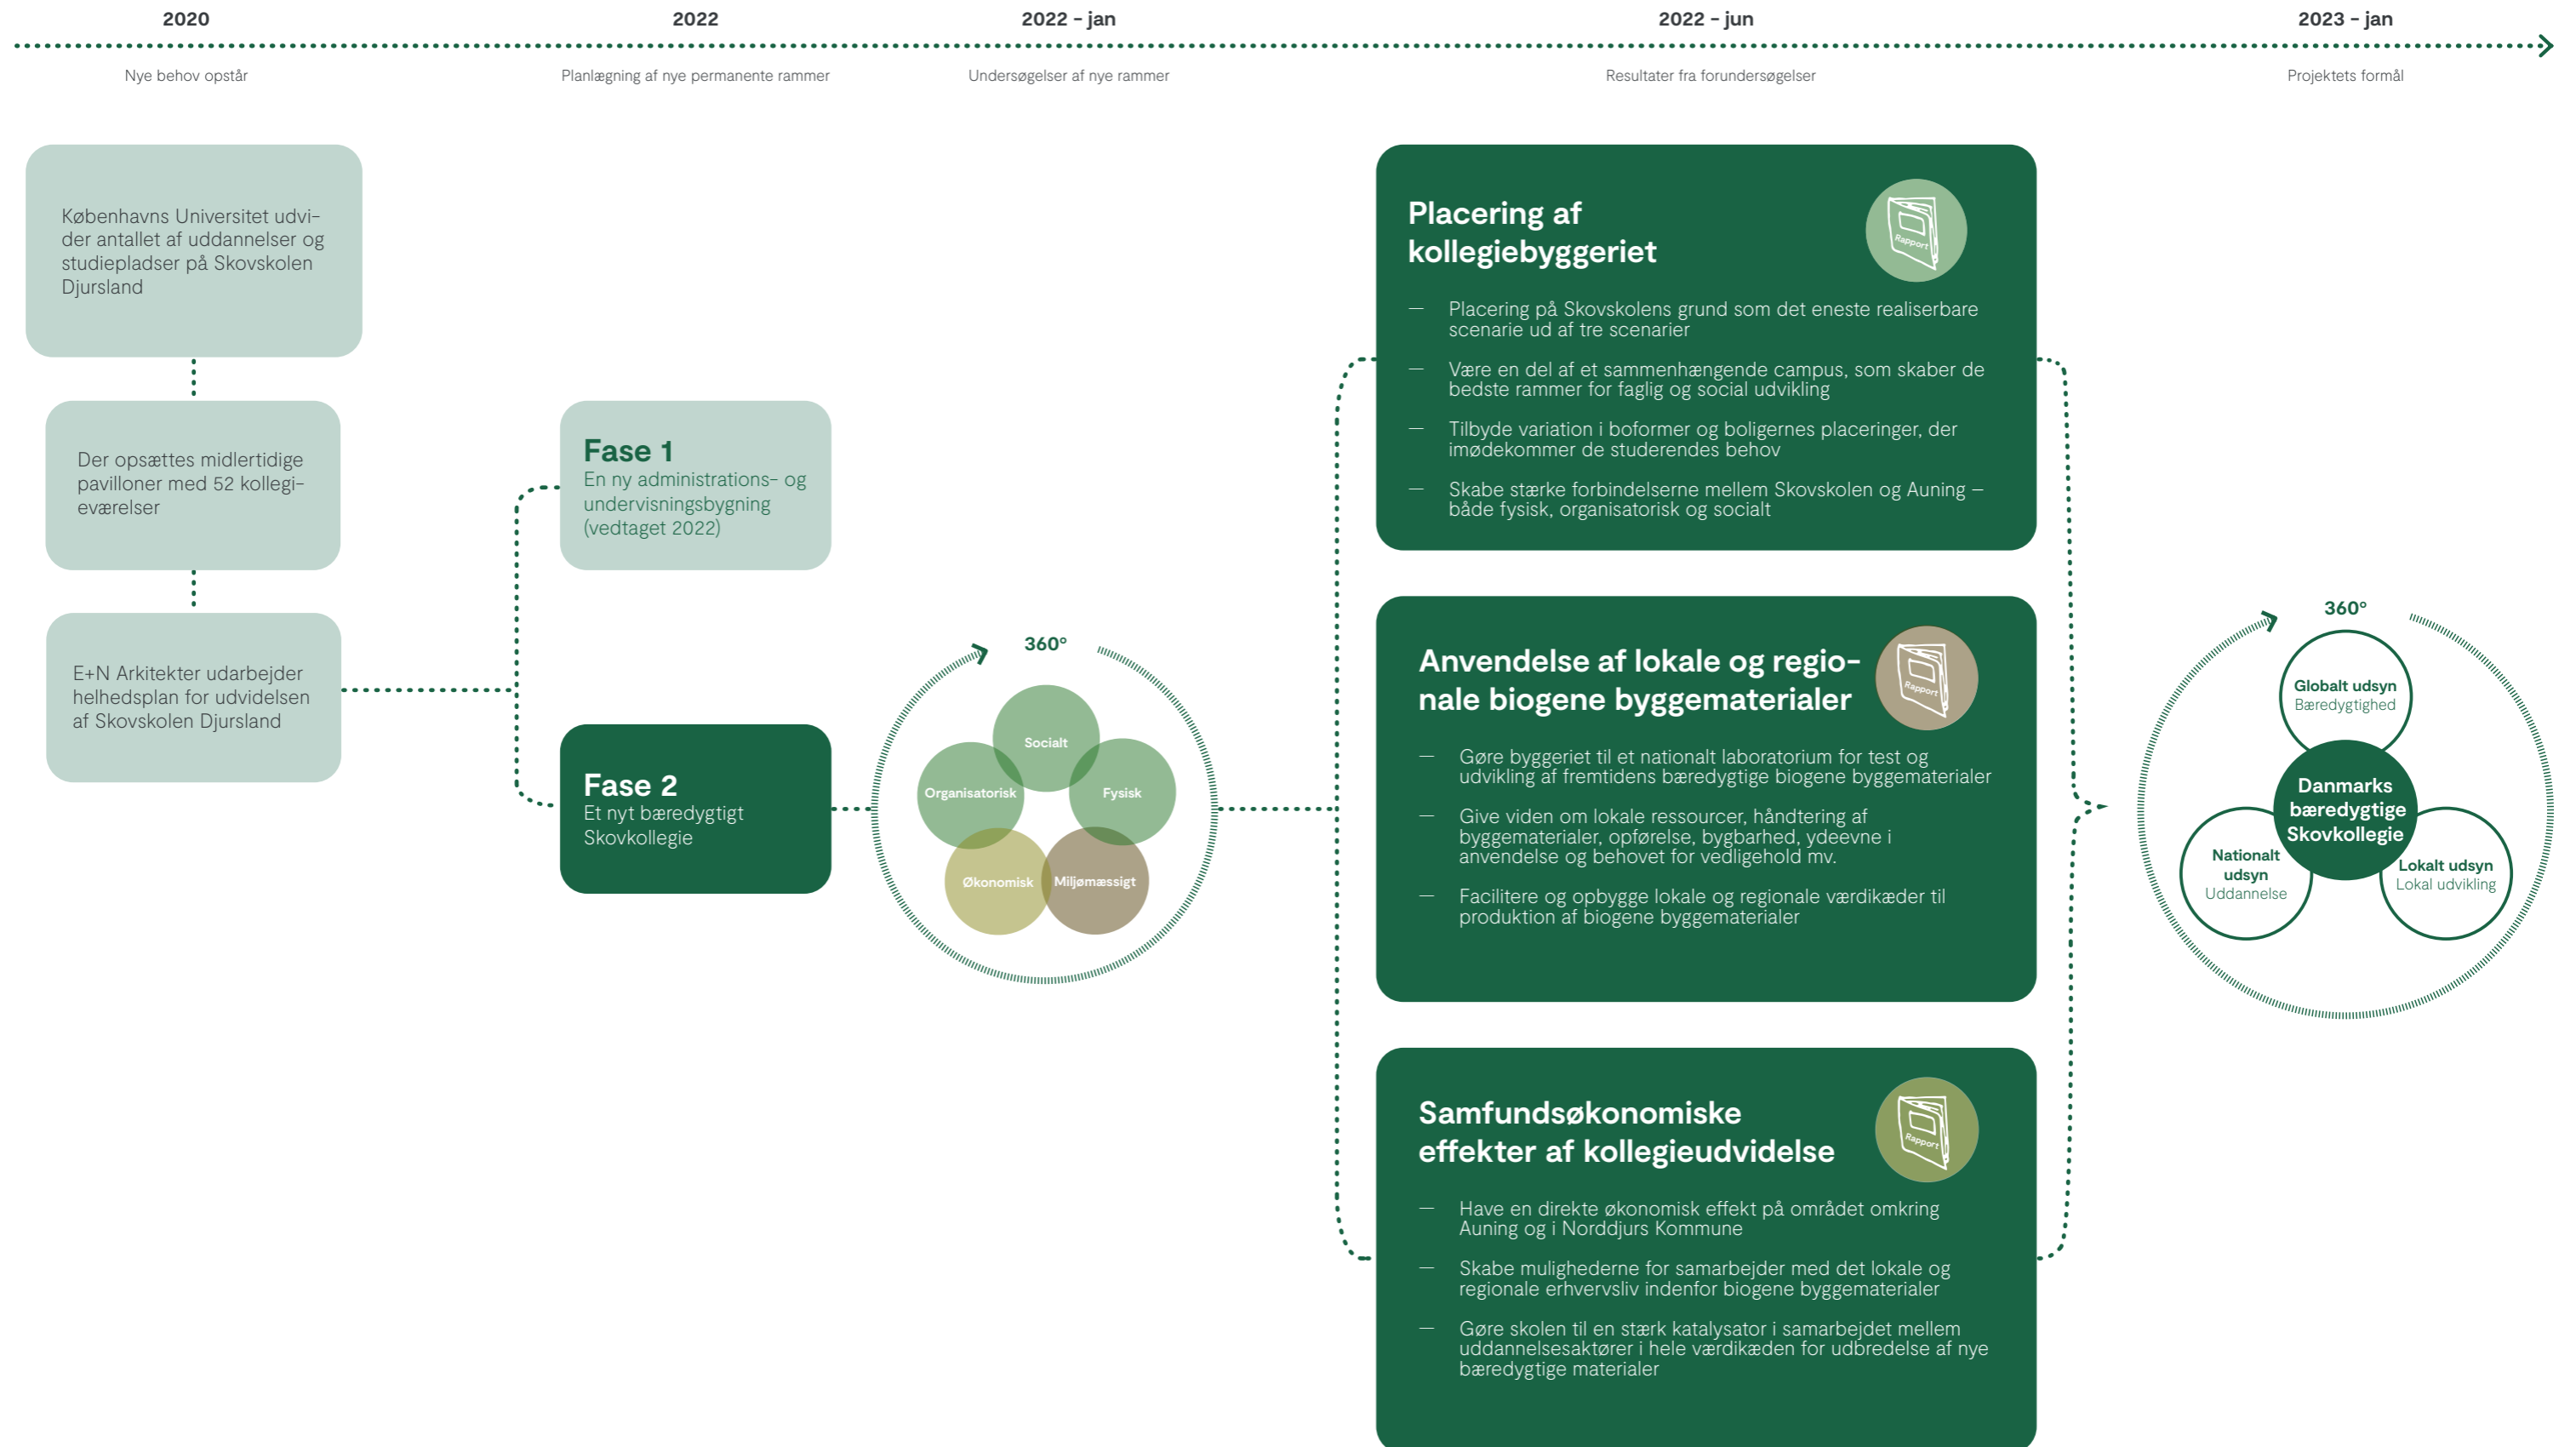 2020
Nye behov opstår
2022
Planlægning af nye permanente rammer
2022 – jan
Undersøgelser af nye rammer
2022 – jun
Resultater fra forundersøgelser
2023 – jan
Projektets formål
Københavns Universitet udvi-
der antallet af uddannelser og
studiepladser på Skovskolen
Djursland
Der opsættes midlertidige
pavilloner med 52 kollegi-
eværelser
E+N Arkitekter udarbejder
helhedsplan for udvidelsen
af Skovskolen Djursland
Fase 1
En ny administrations- og
undervisningsbygning
(vedtaget 2022)
Fase 2
Et nyt bæredygtigt
Skovkollegie
360°
Socialt
Organisatorisk
Fysisk
Økonomisk
Miljømæssigt
Placering af
kollegiebyggeriet
Rapport
— Placering på Skovskolens grund som det eneste realiserbare
scenarie ud af tre scenarier
— Være en del af et sammenhængende campus, som skaber de
bedste rammer for faglig og social udvikling
— Tilbyde variation i boformer og boligernes placeringer, der
imødekommer de studerendes behov
— Skabe stærke forbindelserne mellem Skovskolen og Auning –
både fysisk, organisatorisk og socialt
Anvendelse af lokale og regio-
nale biogene byggematerialer
Rapport
— Gøre byggeriet til et nationalt laboratorium for test og
udvikling af fremtidens bæredygtige biogene byggematerialer
— Give viden om lokale ressourcer, håndtering af
byggematerialer, opførelse, bygbarhed, ydeevne i
anvendelse og behovet for vedligehold mv.
— Facilitere og opbygge lokale og regionale værdikæder til
produktion af biogene byggematerialer
Samfundsøkonomiske
effekter af kollegieudvidelse
Rapport
— Have en direkte økonomisk effekt på området omkring
Auning og i Norddjurs Kommune
— Skabe mulighederne for samarbejder med det lokale og
regionale erhvervsliv indenfor biogene byggematerialer
— Gøre skolen til en stærk katalysator i samarbejdet mellem
uddannelsesaktører i hele værdikæden for udbredelse af nye
bæredygtige materialer
360°
Globalt udsyn
Bæredygtighed
Danmarks
bæredygtige
Skovkollegie
Nationalt
udsyn
Uddannelse
Lokalt udsyn
Lokal udvikling